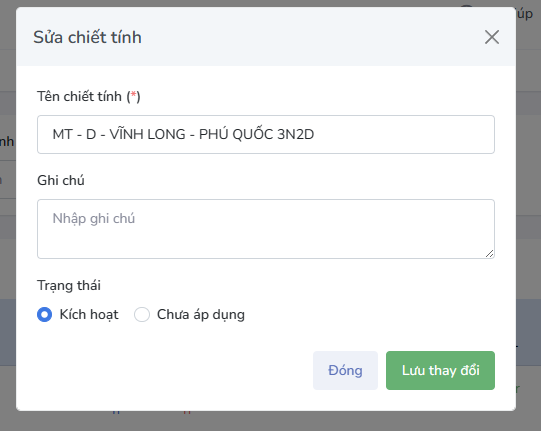 úp
Sửa chiết tính
Tên chiết tính (*)
MT - D - VĨNH LONG - PHÚ QUỐC 3N2D
Ghi chú
Nhập ghi chú
Trạng thái
Kích hoạt Chưa áp dụng
Đóng Lưu thay đổi